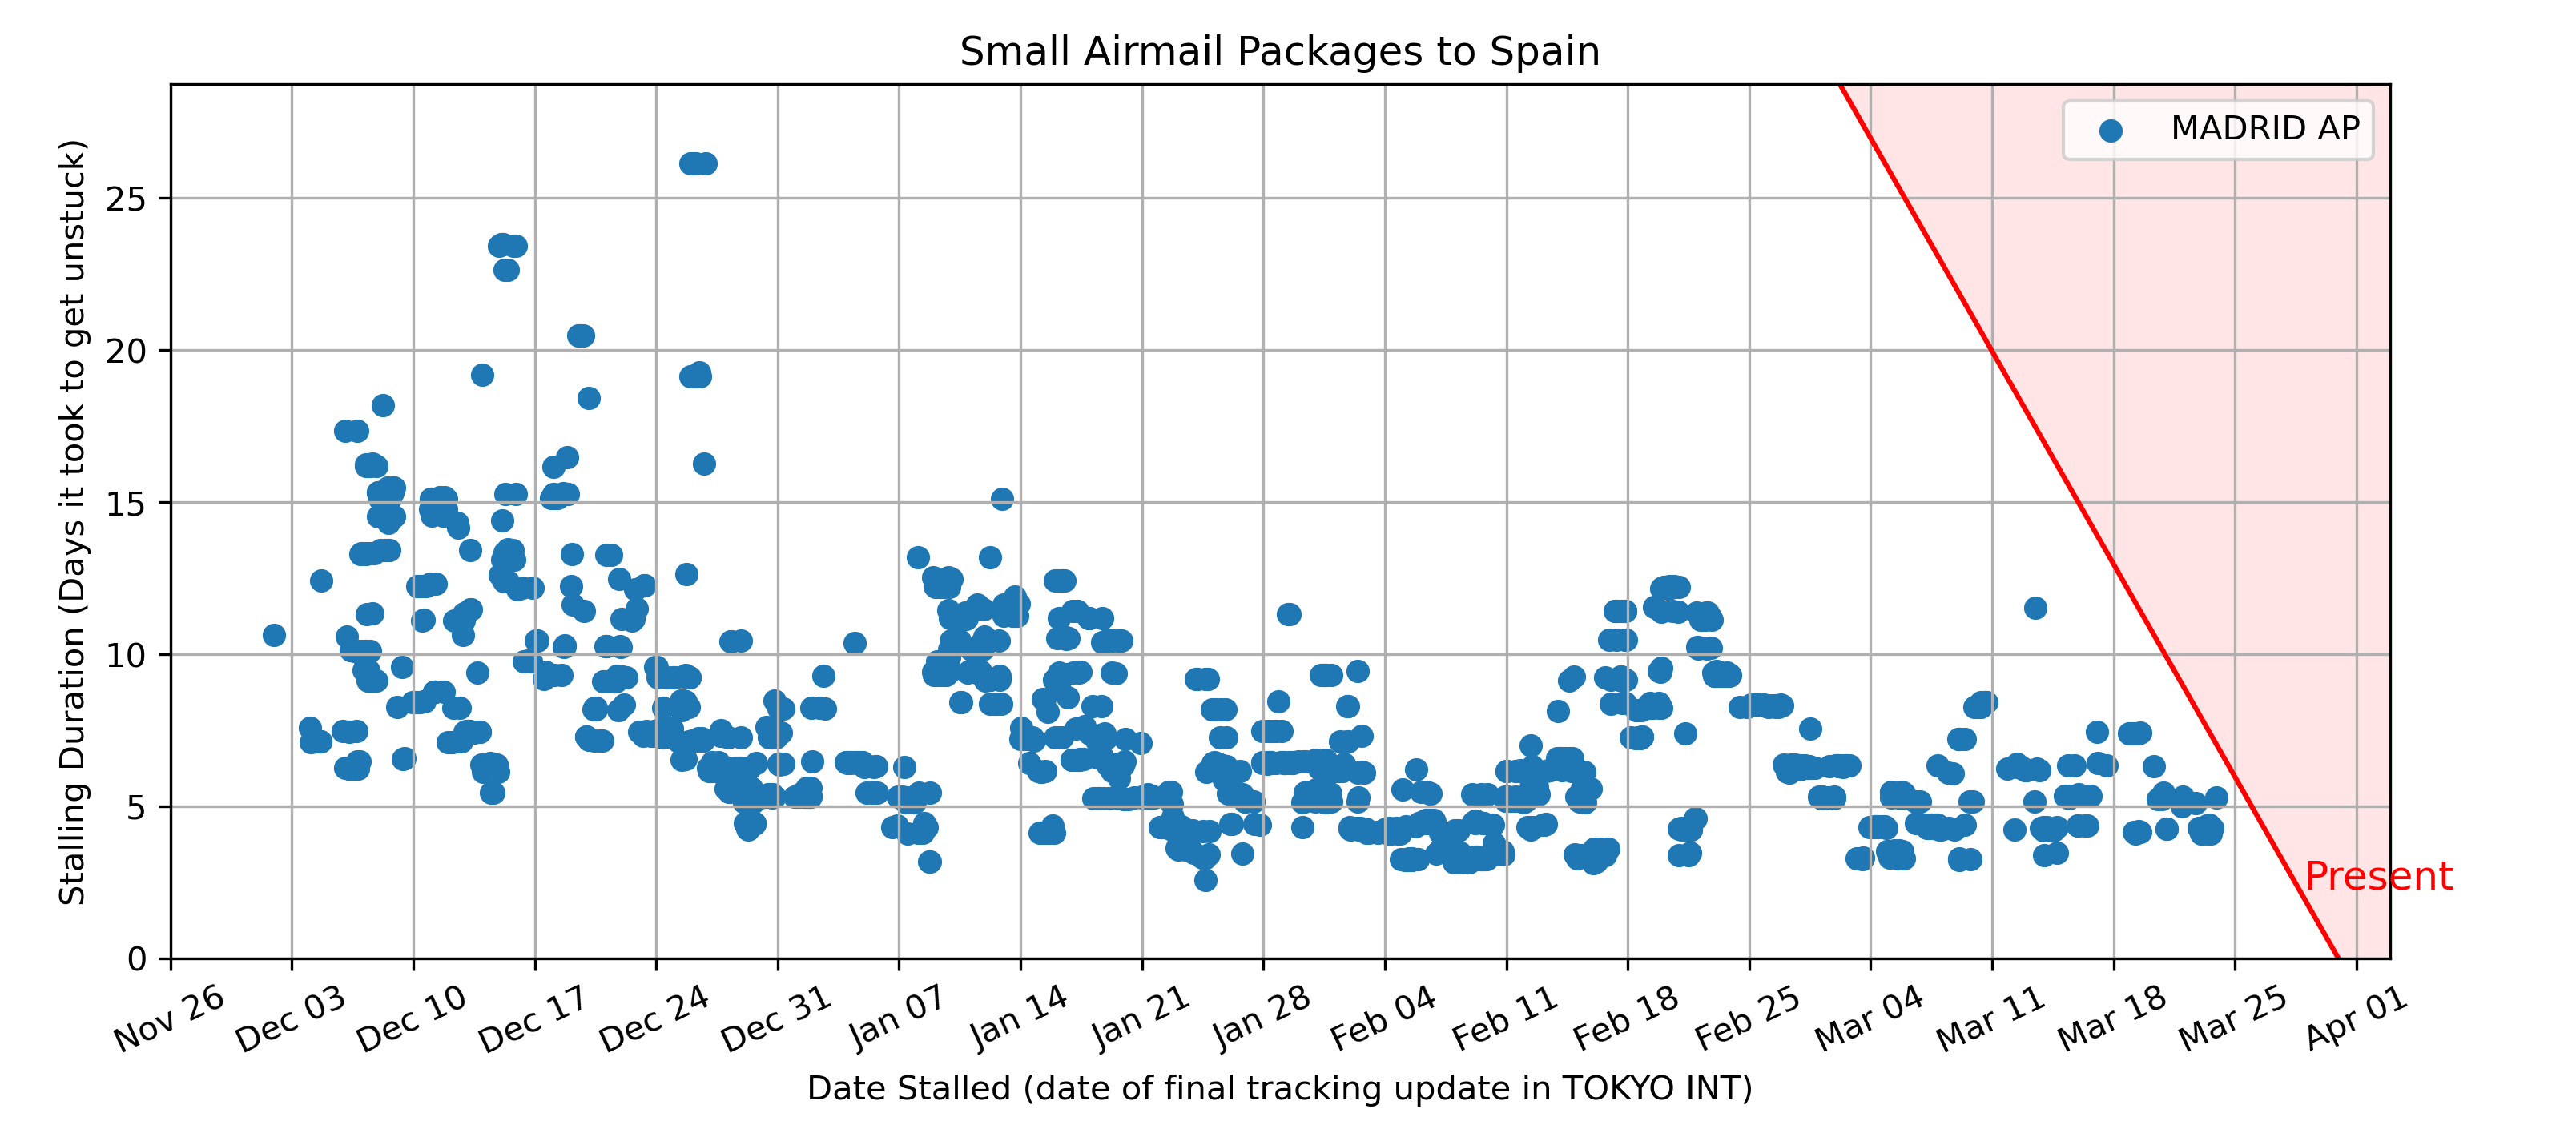 Small Airmail Packages to Spain
MADRID AP
Stalling Duration (Days it took to get unstuck)
25
20
15
10
5
0
Present
Nov 26
Dec 03
Dec 10
Dec 17
Dec 24
Dec 31
Jan 07
Jan 14
Jan 21
Jan 28
Feb 04
Feb 11
Feb 18
Feb 25
Mar 04
Mar 11
Mar 18
Mar 25
Apr 01
Date Stalled (date of final tracking update in TOKYO INT)